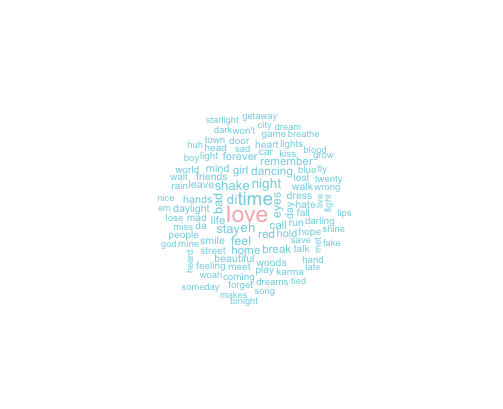 starlight getaway
dark won't city dream
town door game breathe
huh head sad heart lights
boy light forever car kiss blood grow
world mind girl dancing remember blue fly
wait friends shake night lost twenty
rain leave walk wrong
nice hands bad di time eyes dress hate live fight
em daylight love day fall lips
lose mad life call run darling
miss da stay eh red hold hope shine
people smile feel save met fake
god mine street home break talk
heard beautiful woods hand
feeling meet play karma late
woah coming dreams tied
someday forget song
makes
tonight